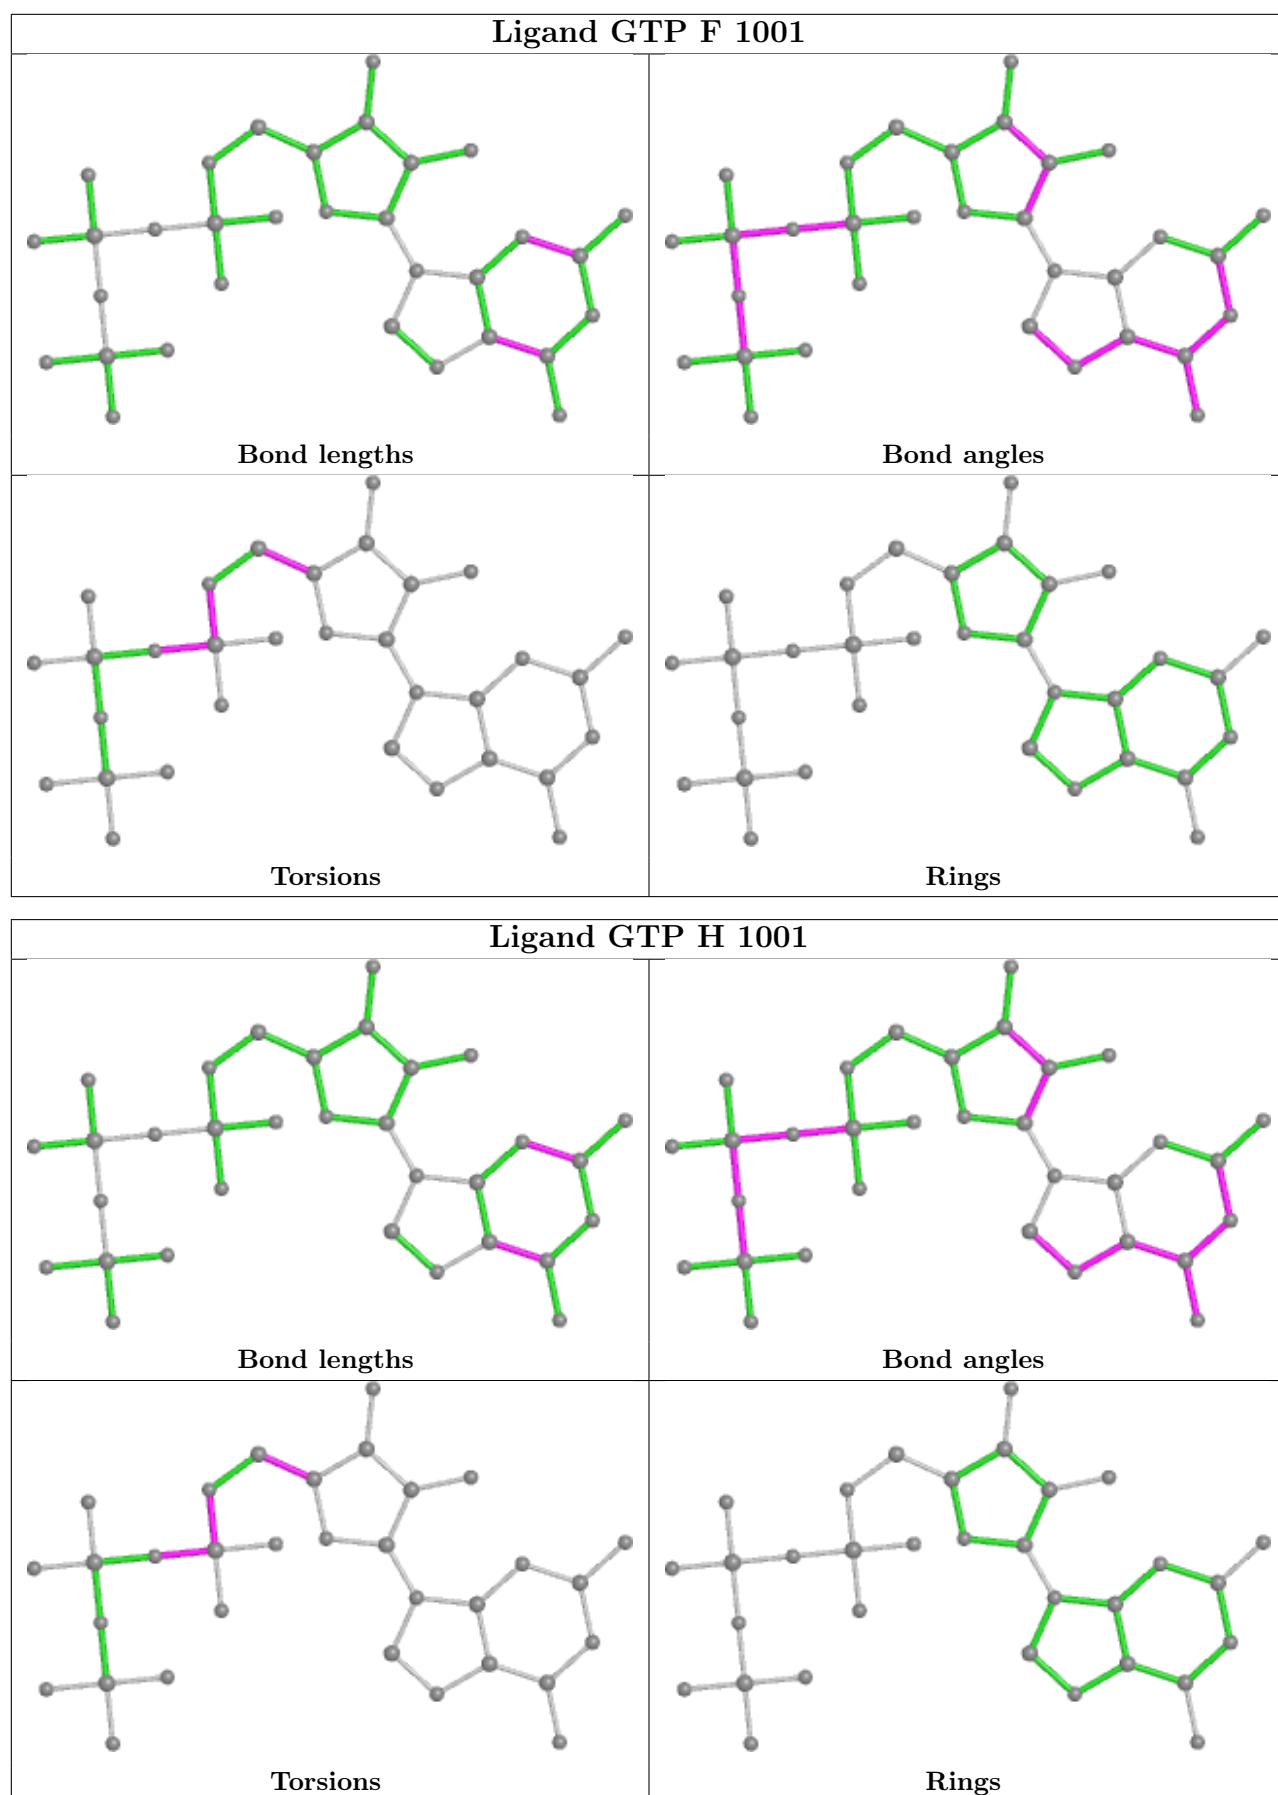 Ligand GTP F 1001
Bond lengths
Bond angles
Torsions
Rings
Ligand GTP H 1001
Bond lengths
Bond angles
Torsions
Rings